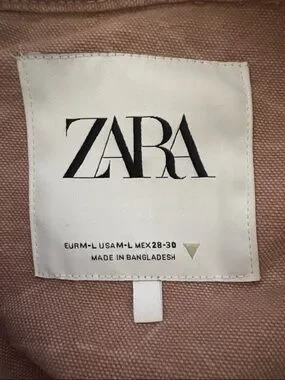 ZARA
EURM-L USAM-L MEX28-30
MADE IN BANGLADESH